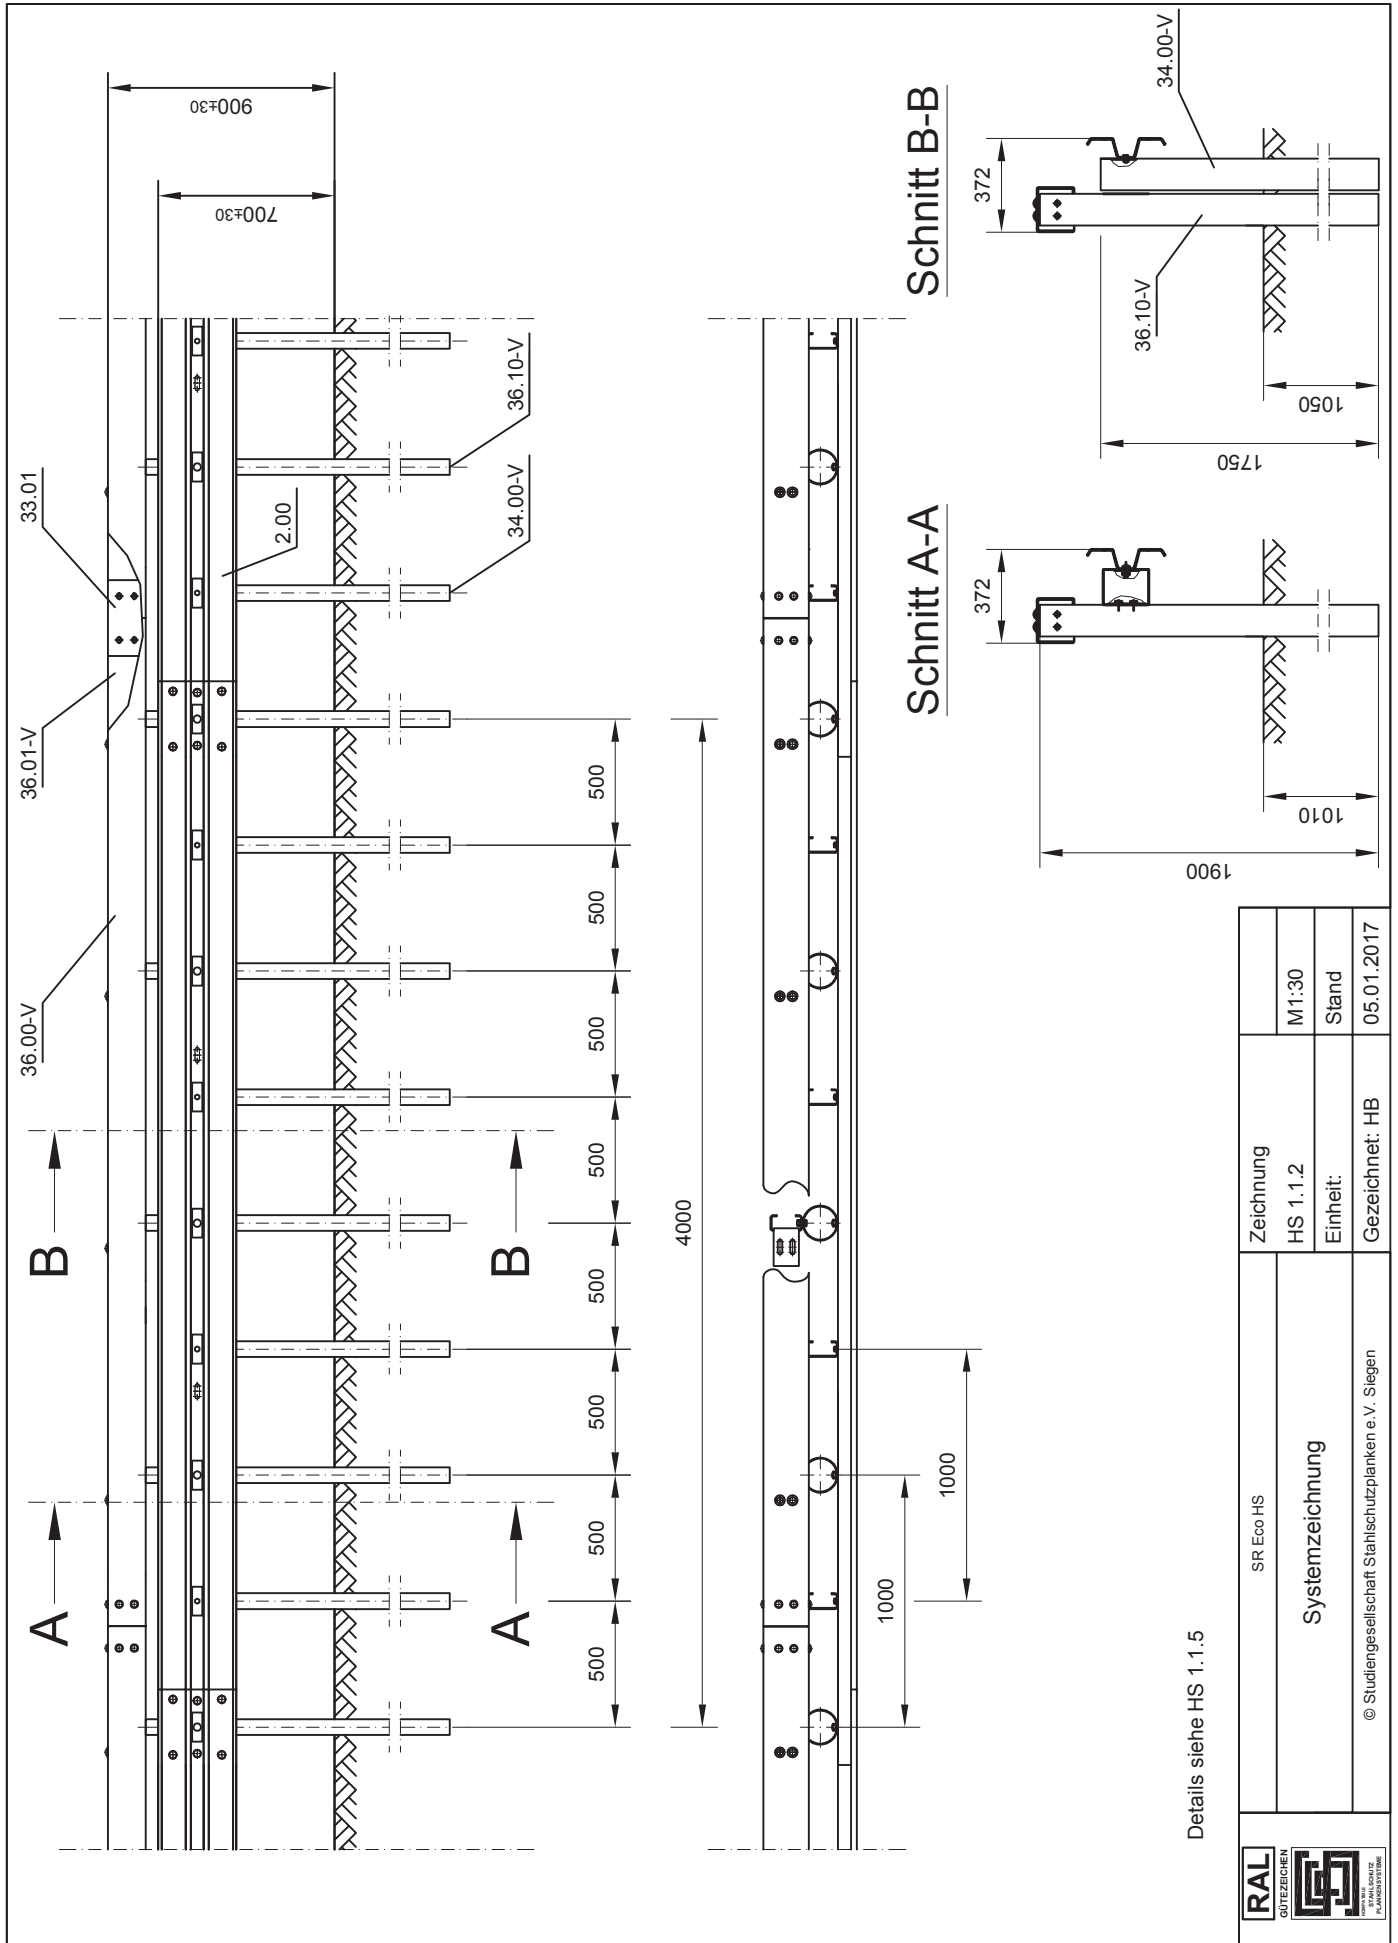 33.01
36.01-V
36.00-V
2.00
34.00-V
36.10-V
900±30
700±30
B
B
A
A
500
500
500
500
500
500
500
500
4000
1000
1000
Schnitt A-A
372
1900
1010
Schnitt B-B
372
34.00-V
36.10-V
1750
1050
Details siehe HS 1.1.5
RAL
GÜTEZEICHEN
STAHLSCHUTZ
PLANKENSYSTEME
SR Eco HS
Systemzeichnung
© Studiengesellschaft Stahlschutzplanken e.V. Siegen
Zeichnung
HS 1.1.2
M1:30
Einheit:
Stand
Gezeichnet: HB
05.01.2017